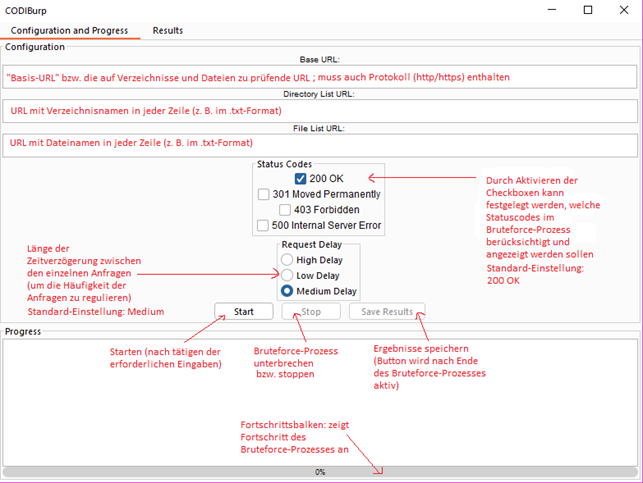 CODIBurp
Configuration and Progress Results
Configuration
Base URL:
"Basis-URL" bzw. die auf Verzeichnisse und Dateien zu prüfende URL ; muss auch Protokoll (http/https) enthalten
Directory List URL:
URL mit Verzeichnisnamen in jeder Zeile (z. B. im .txt-Format)
File List URL:
URL mit Dateinamen in jeder Zeile (z. B. im .txt-Format)
Status Codes
200 OK
301 Moved Permanently
403 Forbidden
500 Internal Server Error
Durch Aktivieren der
Checkboxen kann
festgelegt werden, welche
Statuscodes im
Bruteforce-Prozess
berücksichtigt und
angezeigt werden sollen
Standard-Einstellung:
200 OK
Länge der
Zeitverzögerung zwischen
den einzelnen Anfragen
(um die Häufigkeit der
Anfragen zu regulieren)
Standard-Einstellung: Medium
Request Delay
High Delay
Low Delay
Medium Delay
Start Stop Save Results
Progress
Starten (nach tätigen der
erforderlichen Eingaben)
Bruteforce-Prozess
unterbrechen
bzw. stoppen
Ergebnisse speichern
(Button wird nach Ende
des Bruteforce-Prozesses
aktiv)
Fortschrittsbalken: zeigt
Fortschritt des
Bruteforce-Prozesses an
0%